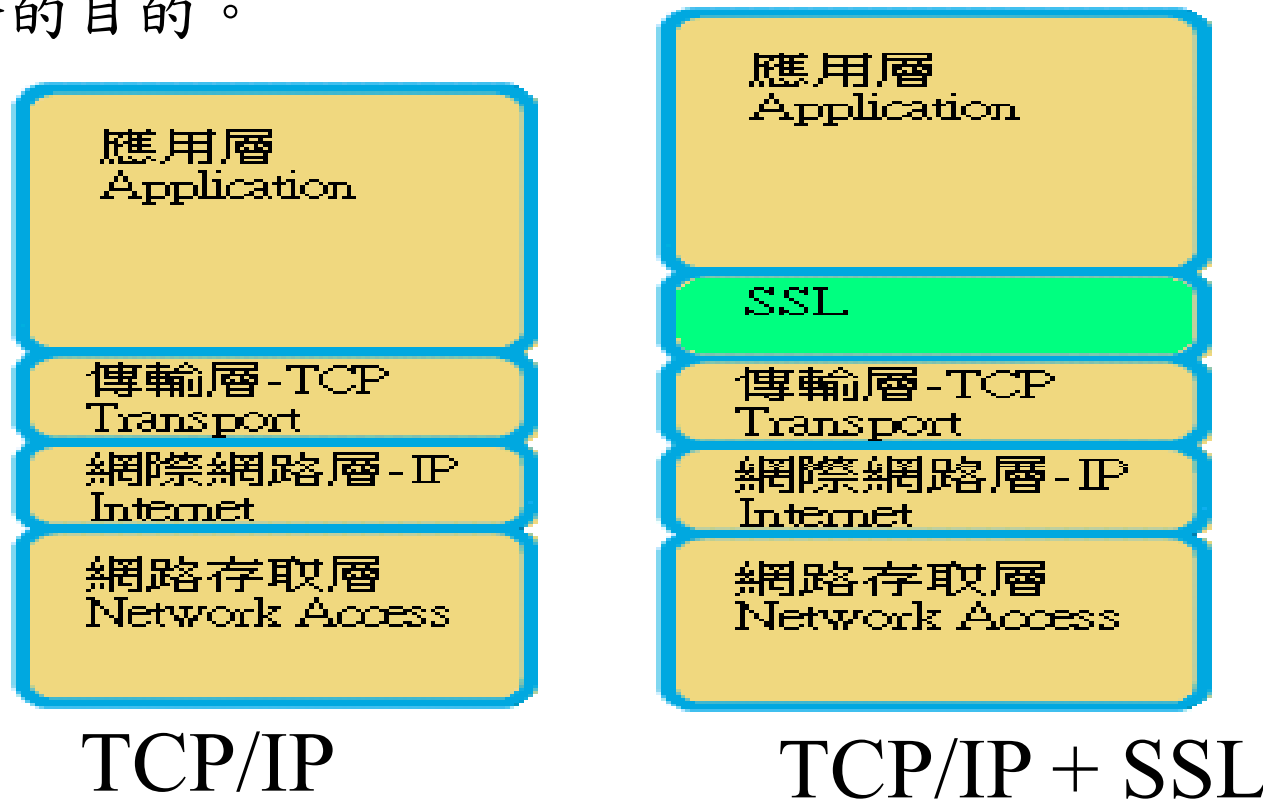 的目的。
應用層
Application
傳輸層-TCP
Transport
網際網路層-IP
Internet
網路存取層
Network Access
TCP/IP
應用層
Application
SSL
傳輸層-TCP
Transport
網際網路層-IP
Internet
網路存取層
Network Access
TCP/IP + SSL